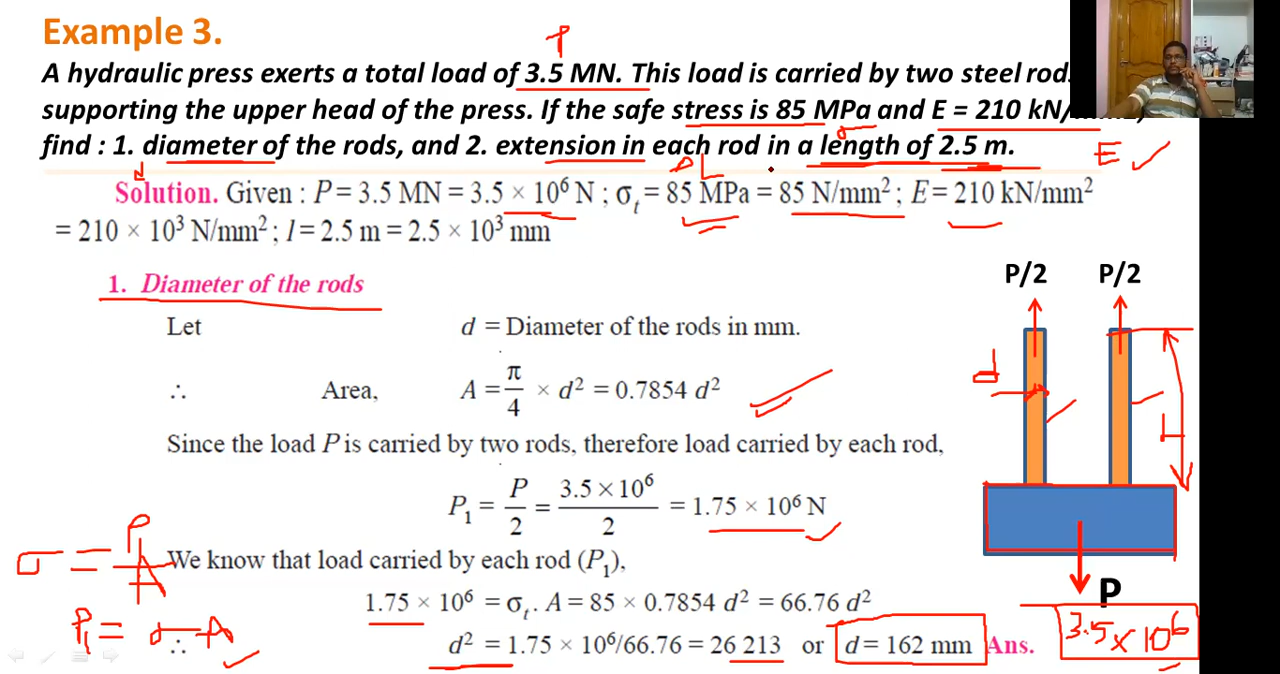 Example 3.
P
A hydraulic press exerts a total load of 3.5 MN. This load is carried by two steel rods
supporting the upper head of the press. If the safe stress is 85 MPa and E = 210 kN/
find : 1. diameter of the rods, and 2. extension in each rod in a length of 2.5 m.
d
σ
E
Solution. Given : P = 3.5 MN = 3.5 × 10⁶ N ; σₜ = 85 MPa = 85 N/mm² ; E = 210 kN/mm²
= 210 × 10³ N/mm² ; l = 2.5 m = 2.5 × 10³ mm
1. Diameter of the rods
P/2 P/2
Let d = Diameter of the rods in mm.
d
∴ Area, A = π/4 × d² = 0.7854 d²
Since the load P is carried by two rods, therefore load carried by each rod,
P₁ = P/2 = 3.5 × 10⁶/2 = 1.75 × 10⁶ N
σ = P/A
We know that load carried by each rod (P₁),
P
1.75 × 10⁶ = σₜ. A = 85 × 0.7854 d² = 66.76 d²
P₁ = σ A
3.5 × 10⁶
∴ d² = 1.75 × 10⁶/66.76 = 26 213 or d = 162 mm Ans.